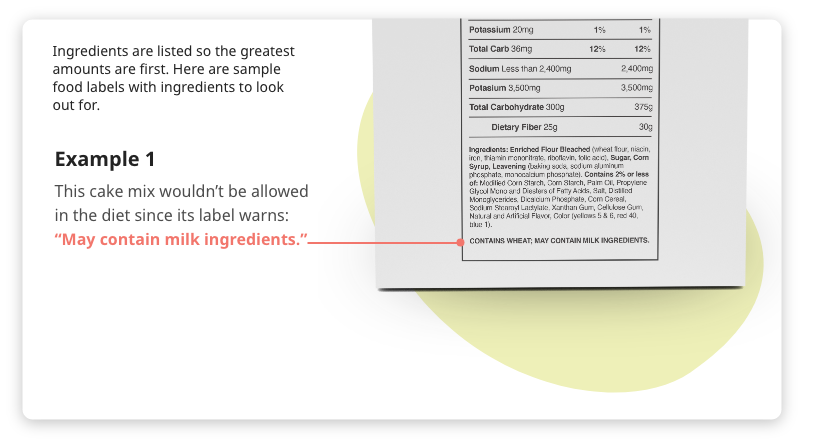 Ingredients are listed so the greatest
amounts are first. Here are sample
food labels with ingredients to look
out for.
Example 1
This cake mix wouldn’t be allowed
in the diet since its label warns:
“May contain milk ingredients.”
Potassium 20mg 1% 1%
Total Carb 36mg 12% 12%
Sodium Less than 2,400mg 2,400mg
Potasium 3,500mg 3,500mg
Total Carbohydrate 300g 375g
Dietary Fiber 25g 30g
Ingredients: Enriched Flour Bleached (wheat flour, niacin,
iron, thiamin mononitrate, riboflavin, folic acid), Sugar, Corn
Syrup, Leavening (baking soda, sodium aluminum
phosphate, monocalcium phosphate). Contains 2% or less
of: Modified Corn Starch, Corn Starch, Palm Oil, Propylene
Glycol Mono and Diesters of Fatty Acids, Salt, Distilled
Monoglycerides, Dicalcium Phosphate, Corn Cereal,
Sodium Stearoyl Lactylate, Xanthan Gum, Cellulose Gum,
Natural and Artificial Flavor, Color (yellows 5 & 6, red 40,
blue 1).
CONTAINS WHEAT; MAY CONTAIN MILK INGREDIENTS.